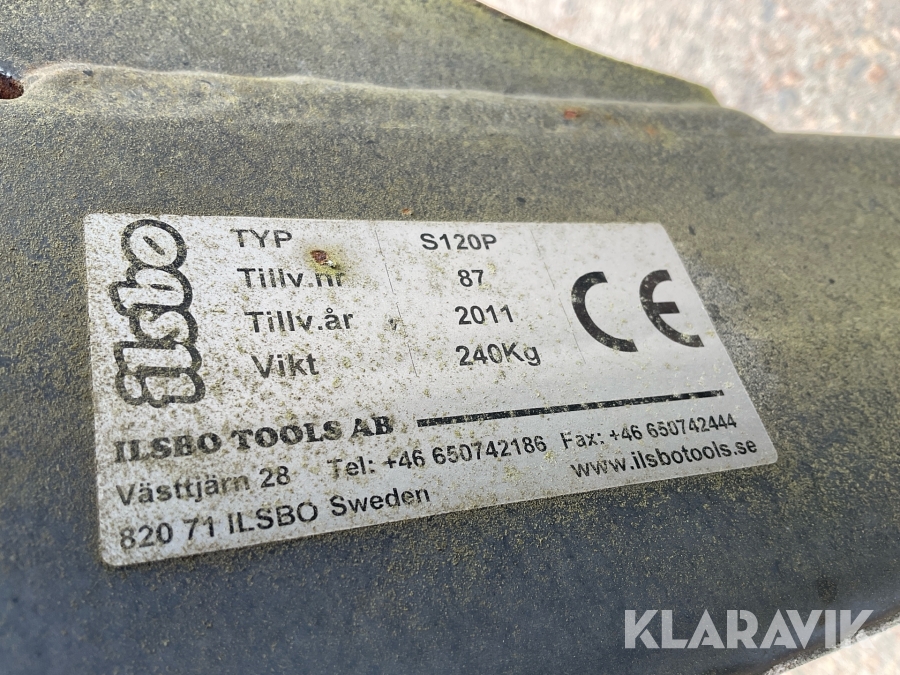 ilsbo
TYP S120P
Tillv.nr 87
Tillv.år 2011
Vikt 240Kg
CE
ILSBO TOOLS AB
Västtjärn 28 Tel: +46 650742186 Fax: +46 650742444
820 71 ILSBO Sweden www.ilsbotools.se
KLARAVIK